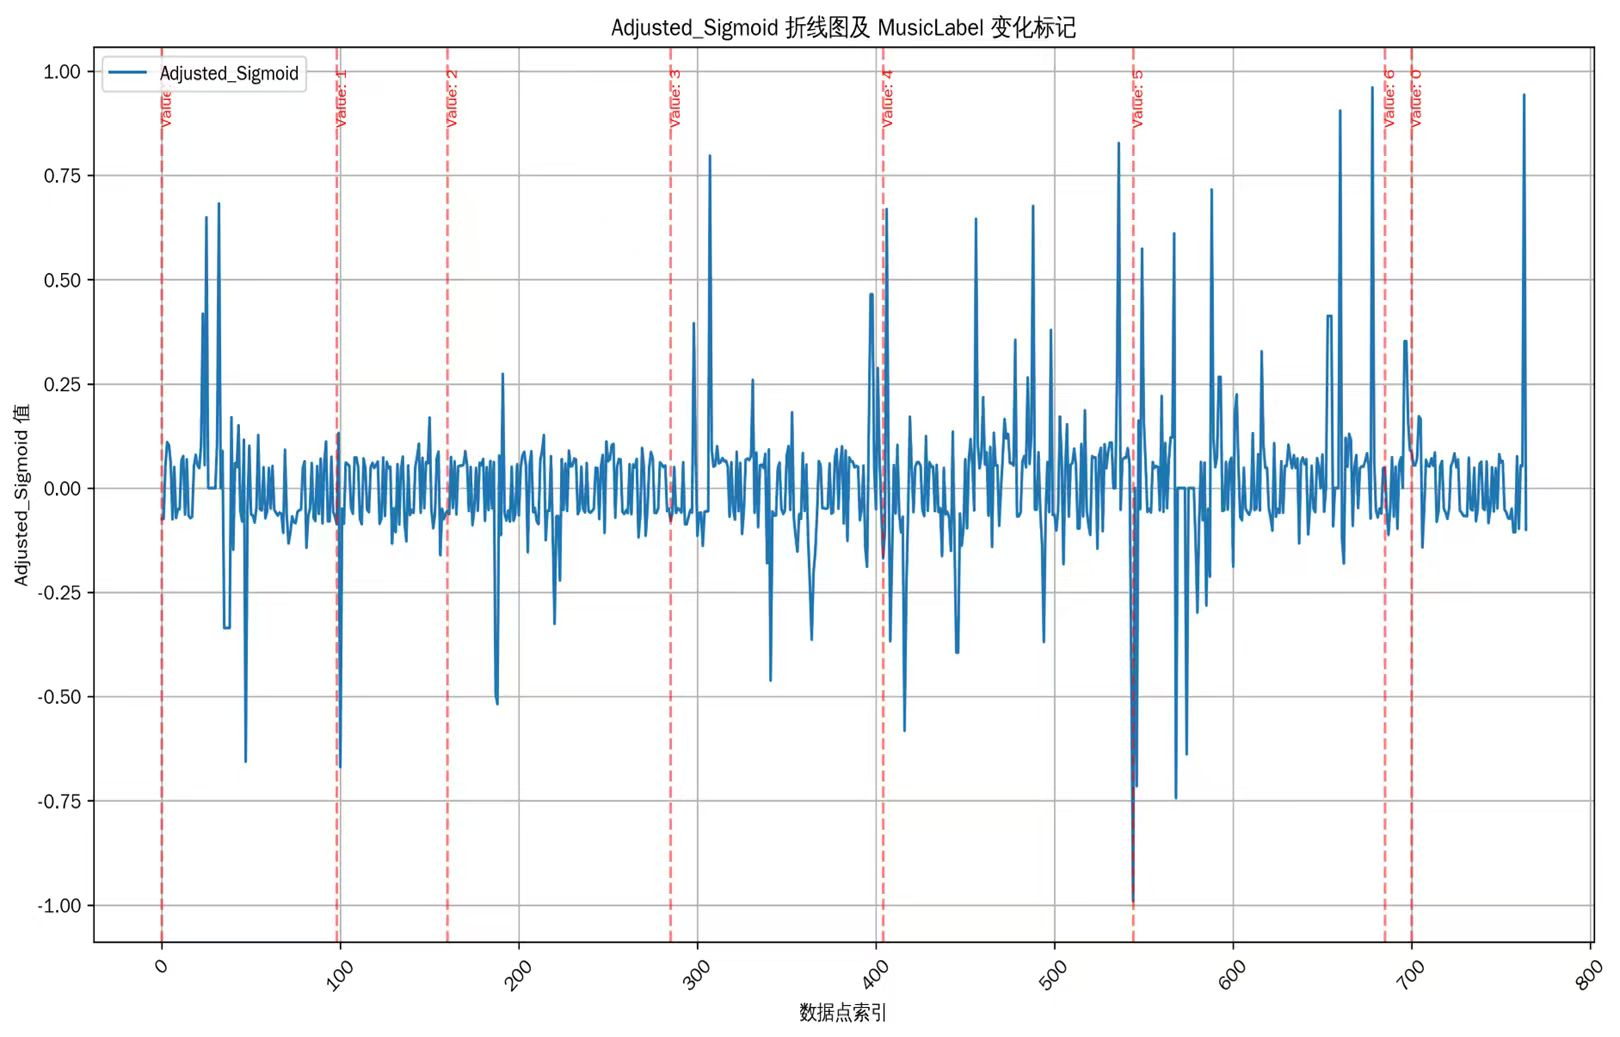 Adjusted_Sigmoid 折线图及 MusicLabel 变化标记
Adjusted_Sigmoid
Value:
Value: 1
Value: 2
Value: 3
Value: 4
Value: 5
Value: 6
Value: 0
1.00
0.75
0.50
0.25
0.00
-0.25
-0.50
-0.75
-1.00
Adjusted_Sigmoid 值
0
100
200
300
400
500
600
700
800
数据点索引